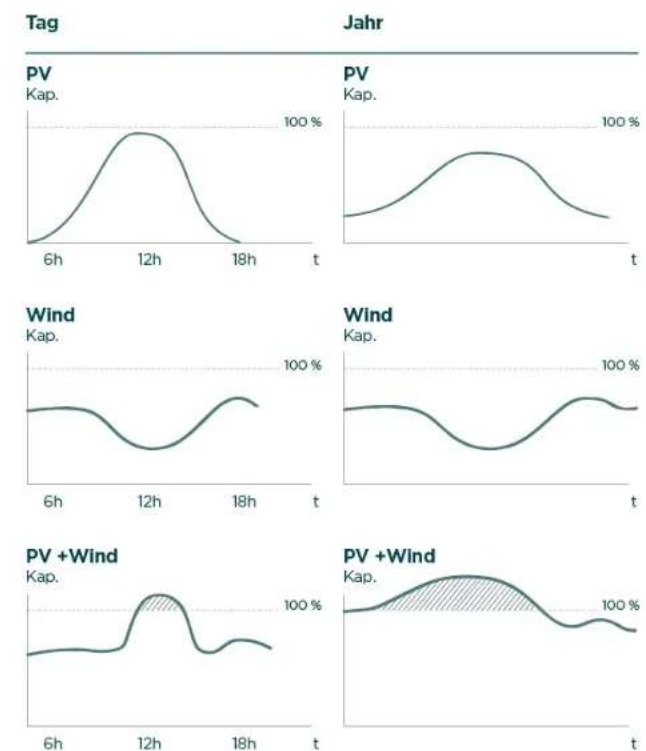 Tag Jahr
PV PV
Kap. Kap.
100 % 100 %
6h 12h 18h t t
Wind Wind
Kap. Kap.
100 % 100 %
6h 12h 18h t t
PV +Wind PV +Wind
Kap. Kap.
100 % 100 %
6h 12h 18h t t